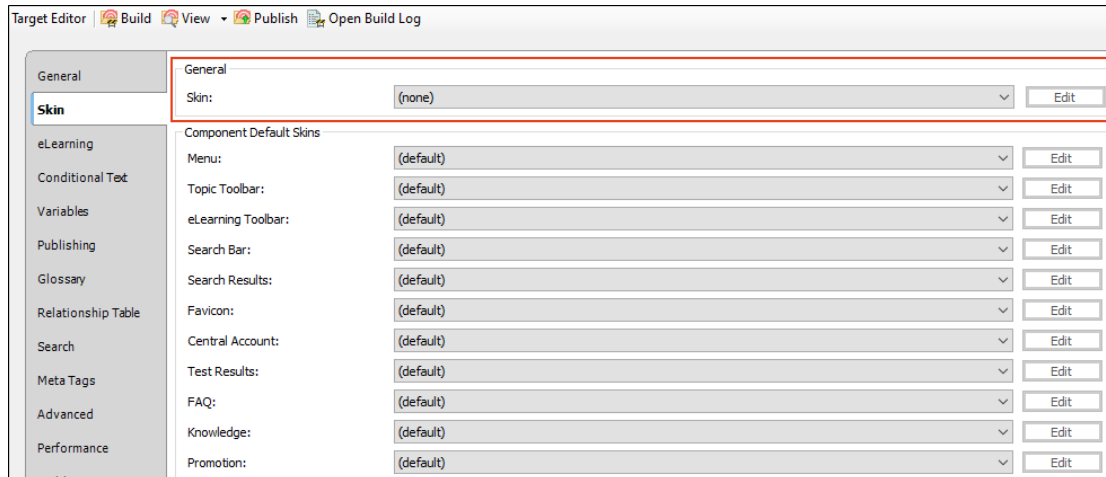 Target Editor Build View Publish Open Build Log
General
Skin
eLearning
Conditional Text
Variables
Publishing
Glossary
Relationship Table
Search
Meta Tags
Advanced
Performance
General
Skin: (none) Edit
Component Default Skins
Menu: (default) Edit
Topic Toolbar: (default) Edit
eLearning Toolbar: (default) Edit
Search Bar: (default) Edit
Search Results: (default) Edit
Favicon: (default) Edit
Central Account: (default) Edit
Test Results: (default) Edit
FAQ: (default) Edit
Knowledge: (default) Edit
Promotion: (default) Edit